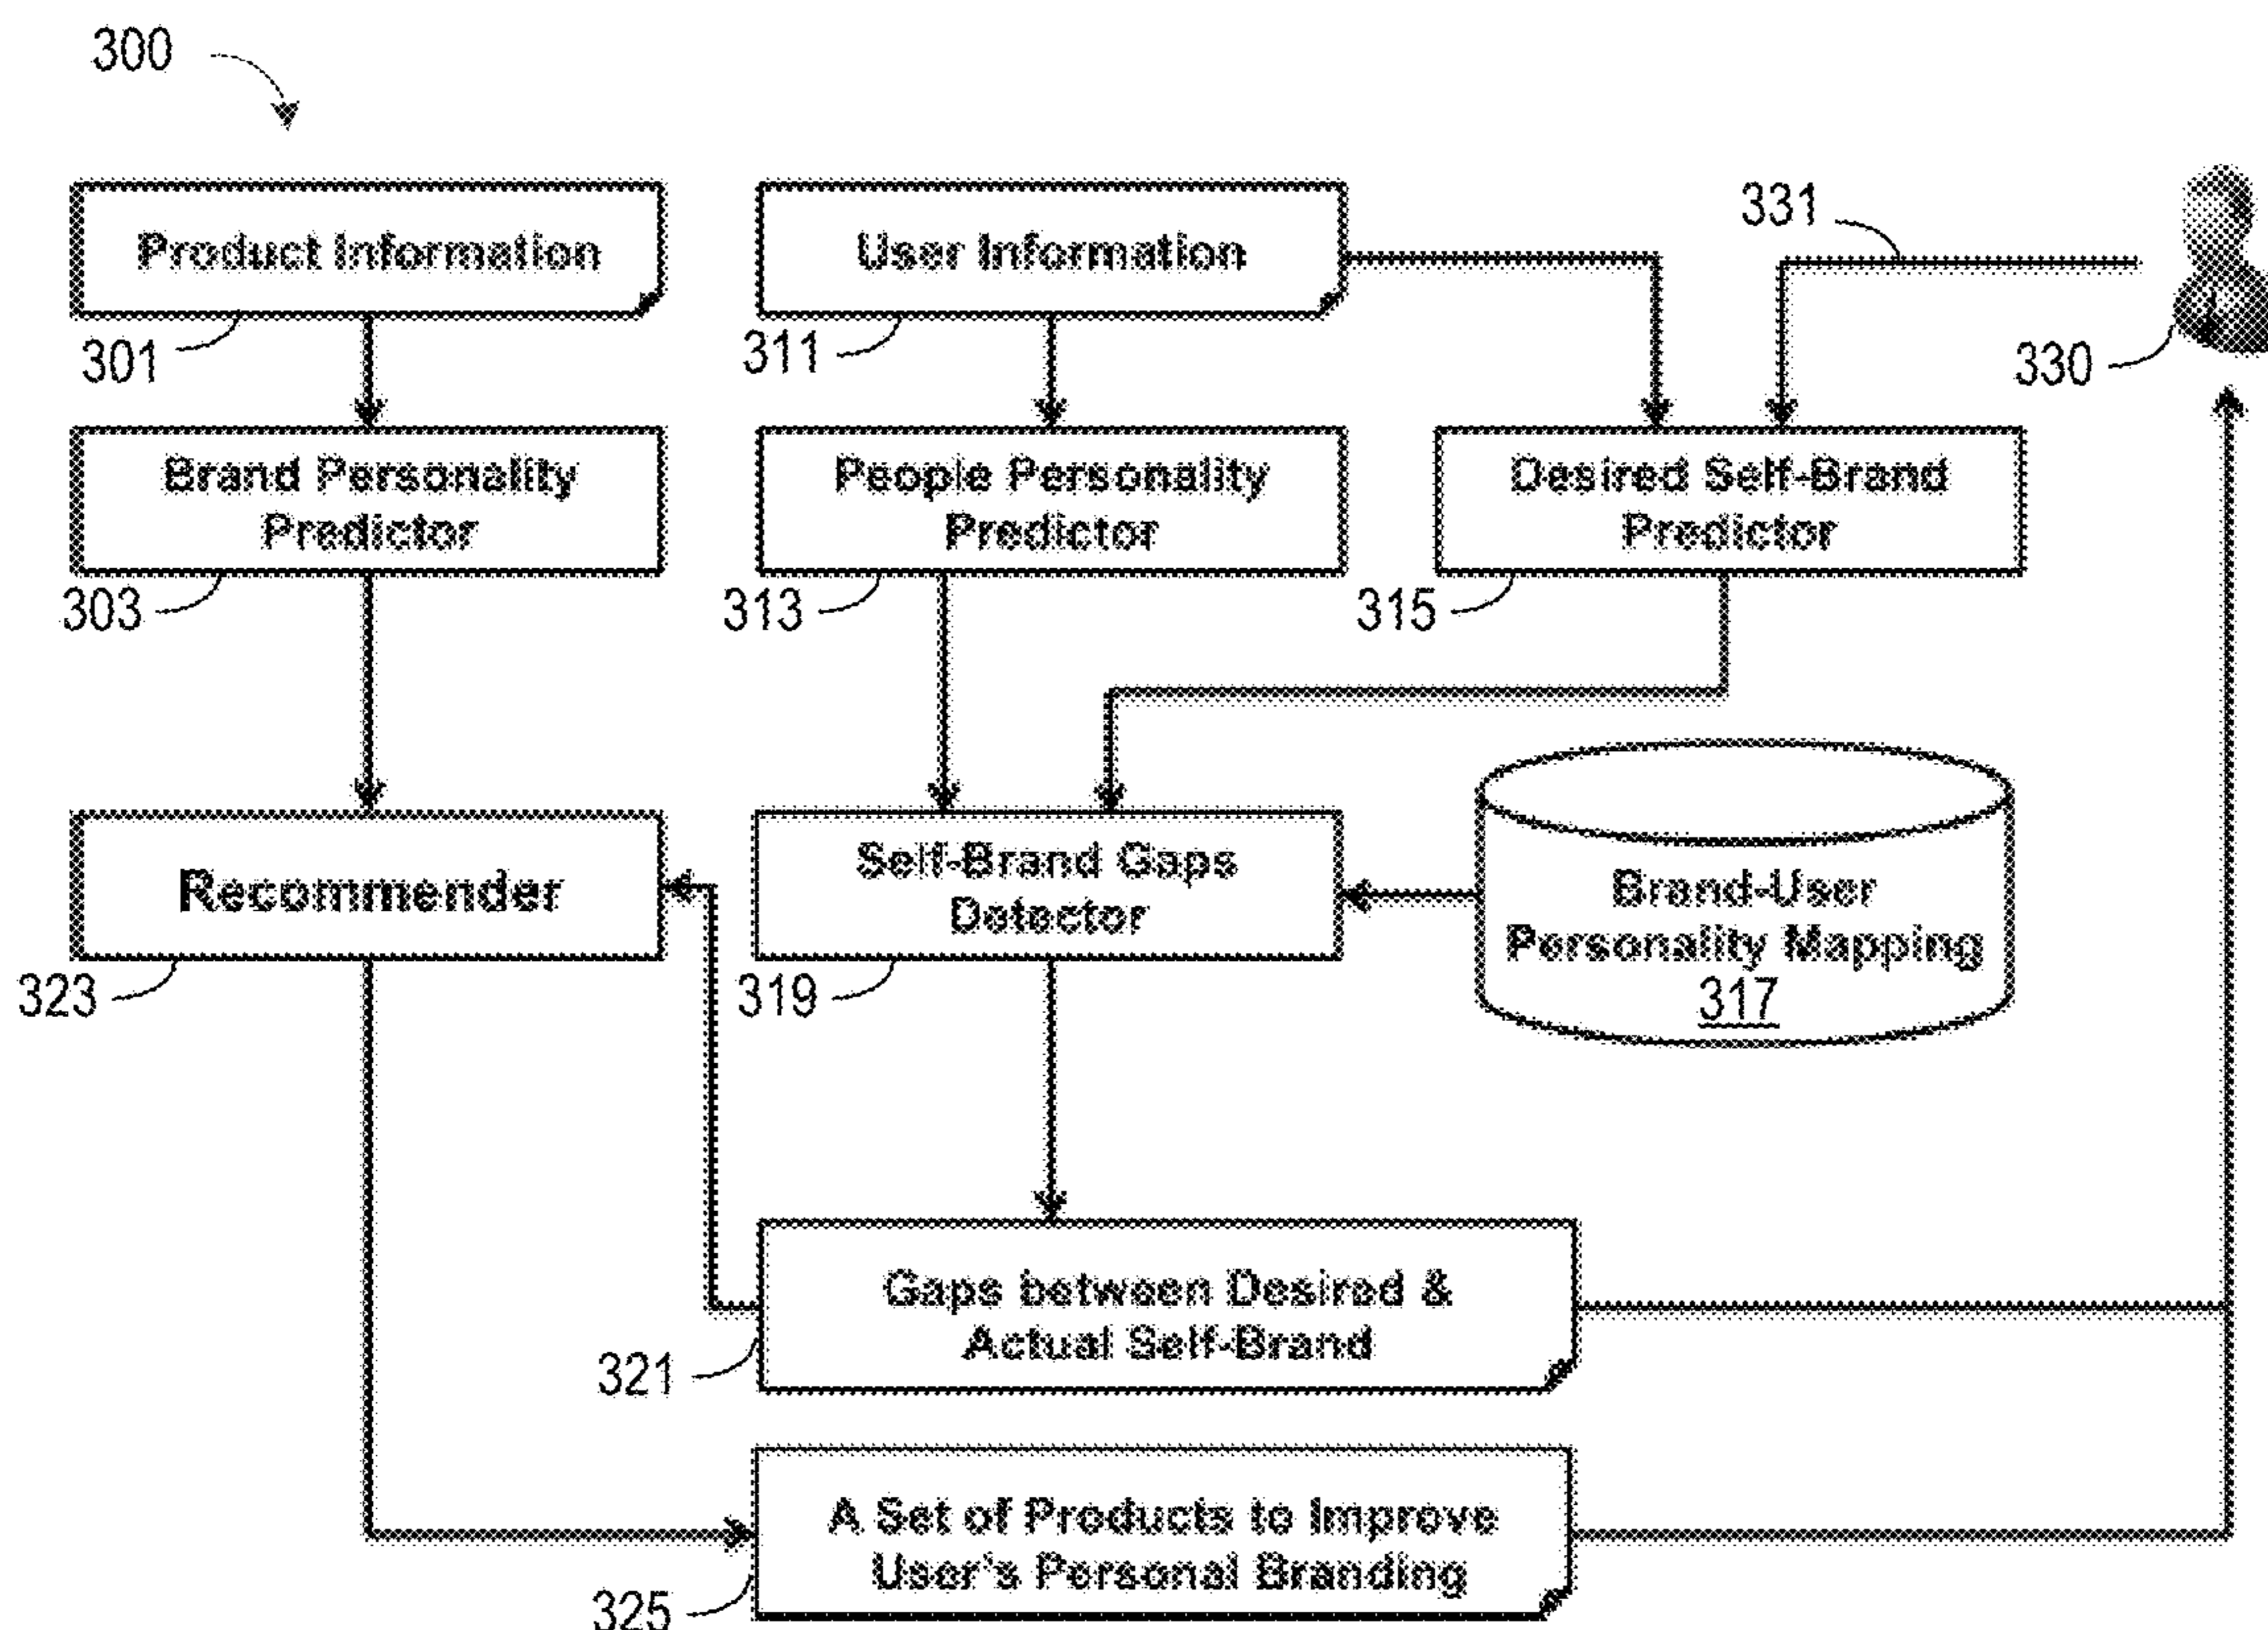 300
Product Information
301
User Information
311
331
330
Brand Personality
Predictor
303
People Personality
Predictor
313
Desired Self-Brand
Predictor
315
Recommender
323
Self-Brand Gaps
Detector
319
Brand-User
Personality Mapping
317
Gaps between Desired &
Actual Self-Brand
321
A Set of Products to Improve
User's Personal Branding
325